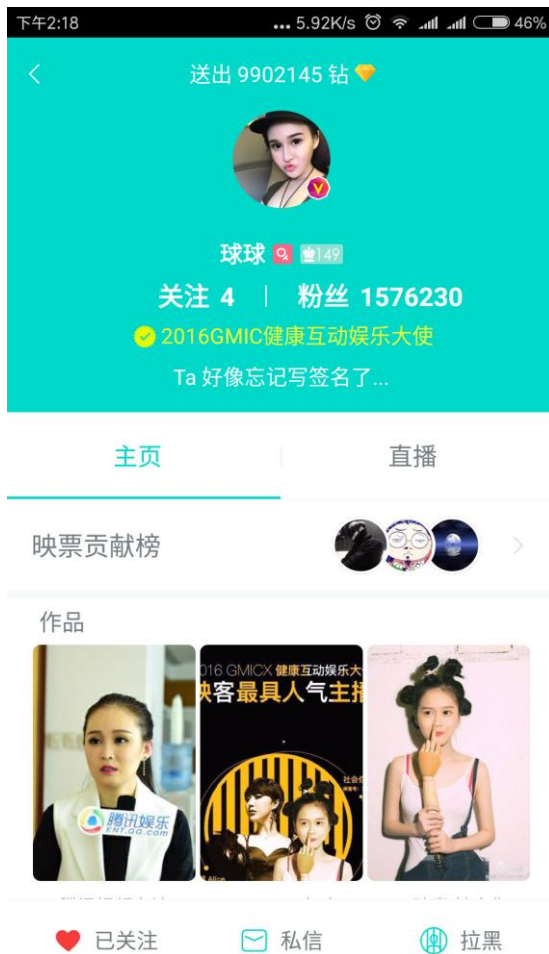 下午2:18
... 5.92K/s
46%
送出 9902145 钻
V
球球 149
关注 4 | 粉丝 1576230
2016GMIC健康互动娱乐大使
Ta 好像忘记写签名了...
主页
直播
映票贡献榜
作品
016 GMICX 健康互动娱乐大
映客最具人气主播
社会
Alice
腾讯娱乐
ENT.QQ.com
已关注
私信
拉黑